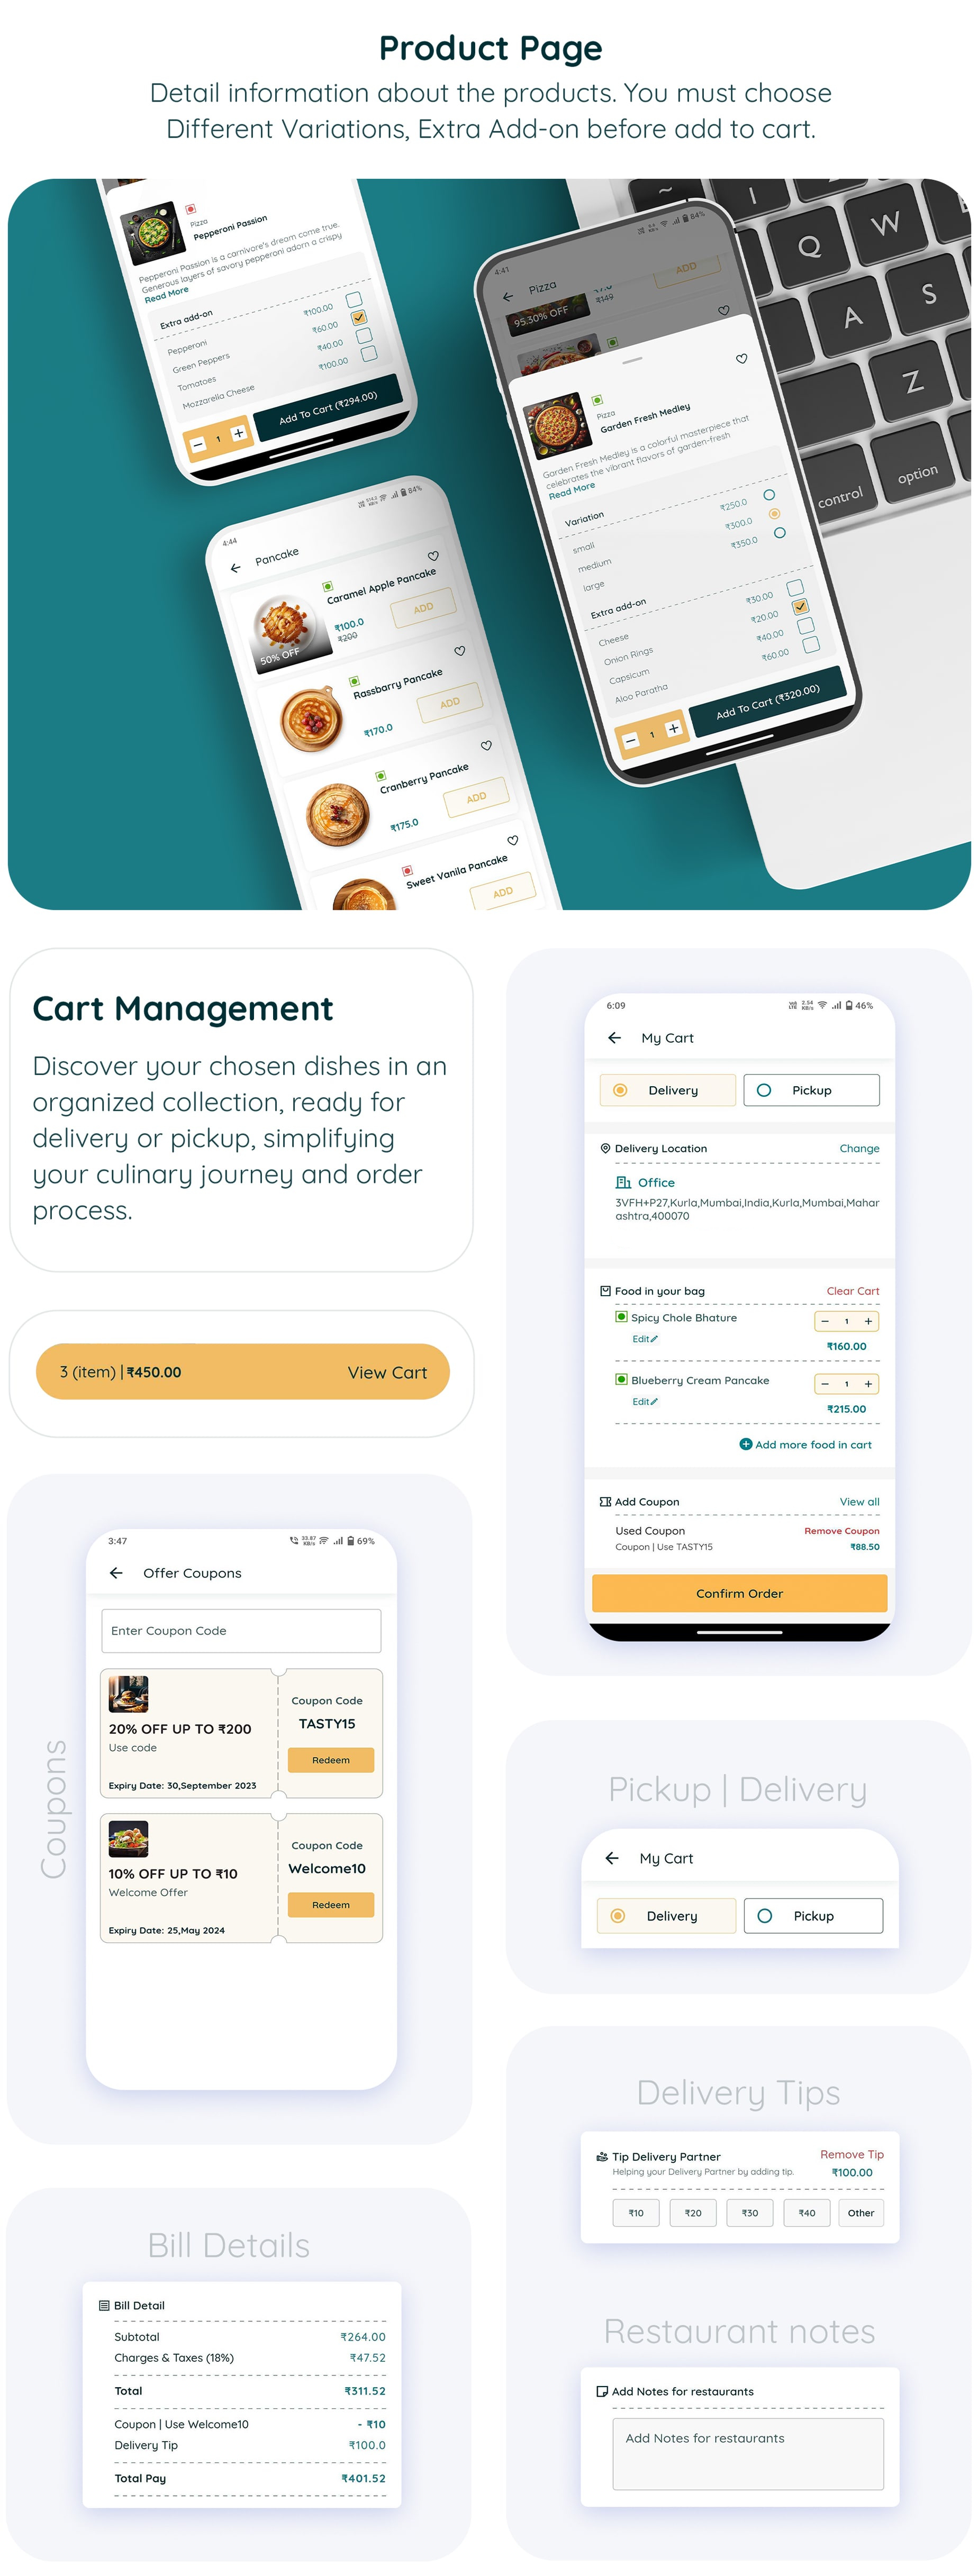 Product Page
Detail information about the products. You must choose
Different Variations, Extra Add-on before add to cart.
Pizza
Pepperoni Passion
Pepperoni Passion is a carnivore's dream come true.
Generous layers of savory pepperoni adorn a crispy
Read More
Extra add-on
Pepperoni ₹100.00
Green Peppers ₹60.00
Tomatoes ₹40.00
Mozzarella Cheese ₹100.00
1
Add To Cart (₹294.00)
4:44
84%
Pancake
Caramel Apple Pancake
₹100.0
₹200
ADD
50% OFF
Rassbarry Pancake
₹170.0
ADD
Cranberry Pancake
₹175.0
ADD
Sweet Vanila Pancake
ADD
4:41
84%
Pizza
ADD
₹149
95.30% OFF
Pizza
Garden Fresh Medley
Garden Fresh Medley is a colorful masterpiece that
celebrates the vibrant flavors of garden-fresh
Read More
Variation
small ₹250.0
medium ₹300.0
large ₹350.0
Extra add-on
Cheese ₹30.00
Onion Rings ₹20.00
Capsicum ₹40.00
Aloo Paratha ₹60.00
1
Add To Cart (₹320.00)
~
I
Q
W
A
S
Z
control
option
Cart Management
Discover your chosen dishes in an
organized collection, ready for
delivery or pickup, simplifying
your culinary journey and order
process.
3 (item) | ₹450.00 View Cart
6:09
2.54 KB/s
46%
My Cart
Delivery
Pickup
Delivery Location
Change
Office
3VFH+P27,Kurla,Mumbai,India,Kurla,Mumbai,Mahar
ashtra,400070
Food in your bag
Clear Cart
Spicy Chole Bhature
1
Edit
₹160.00
Blueberry Cream Pancake
1
Edit
₹215.00
Add more food in cart
Add Coupon
View all
Used Coupon
Remove Coupon
Coupon | Use TASTY15
₹88.50
Confirm Order
Coupons
3:47
33.87 KB/s
69%
Offer Coupons
Enter Coupon Code
20% OFF UP TO ₹200
Use code
Expiry Date: 30,September 2023
Coupon Code
TASTY15
Redeem
10% OFF UP TO ₹10
Welcome Offer
Expiry Date: 25,May 2024
Coupon Code
Welcome10
Redeem
Pickup | Delivery
My Cart
Delivery
Pickup
Delivery Tips
Tip Delivery Partner
Remove Tip
Helping your Delivery Partner by adding tip.
₹100.00
₹10
₹20
₹30
₹40
Other
Bill Details
Bill Detail
Subtotal ₹264.00
Charges & Taxes (18%) ₹47.52
Total ₹311.52
Coupon | Use Welcome10 - ₹10
Delivery Tip ₹100.0
Total Pay ₹401.52
Restaurant notes
Add Notes for restaurants
Add Notes for restaurants